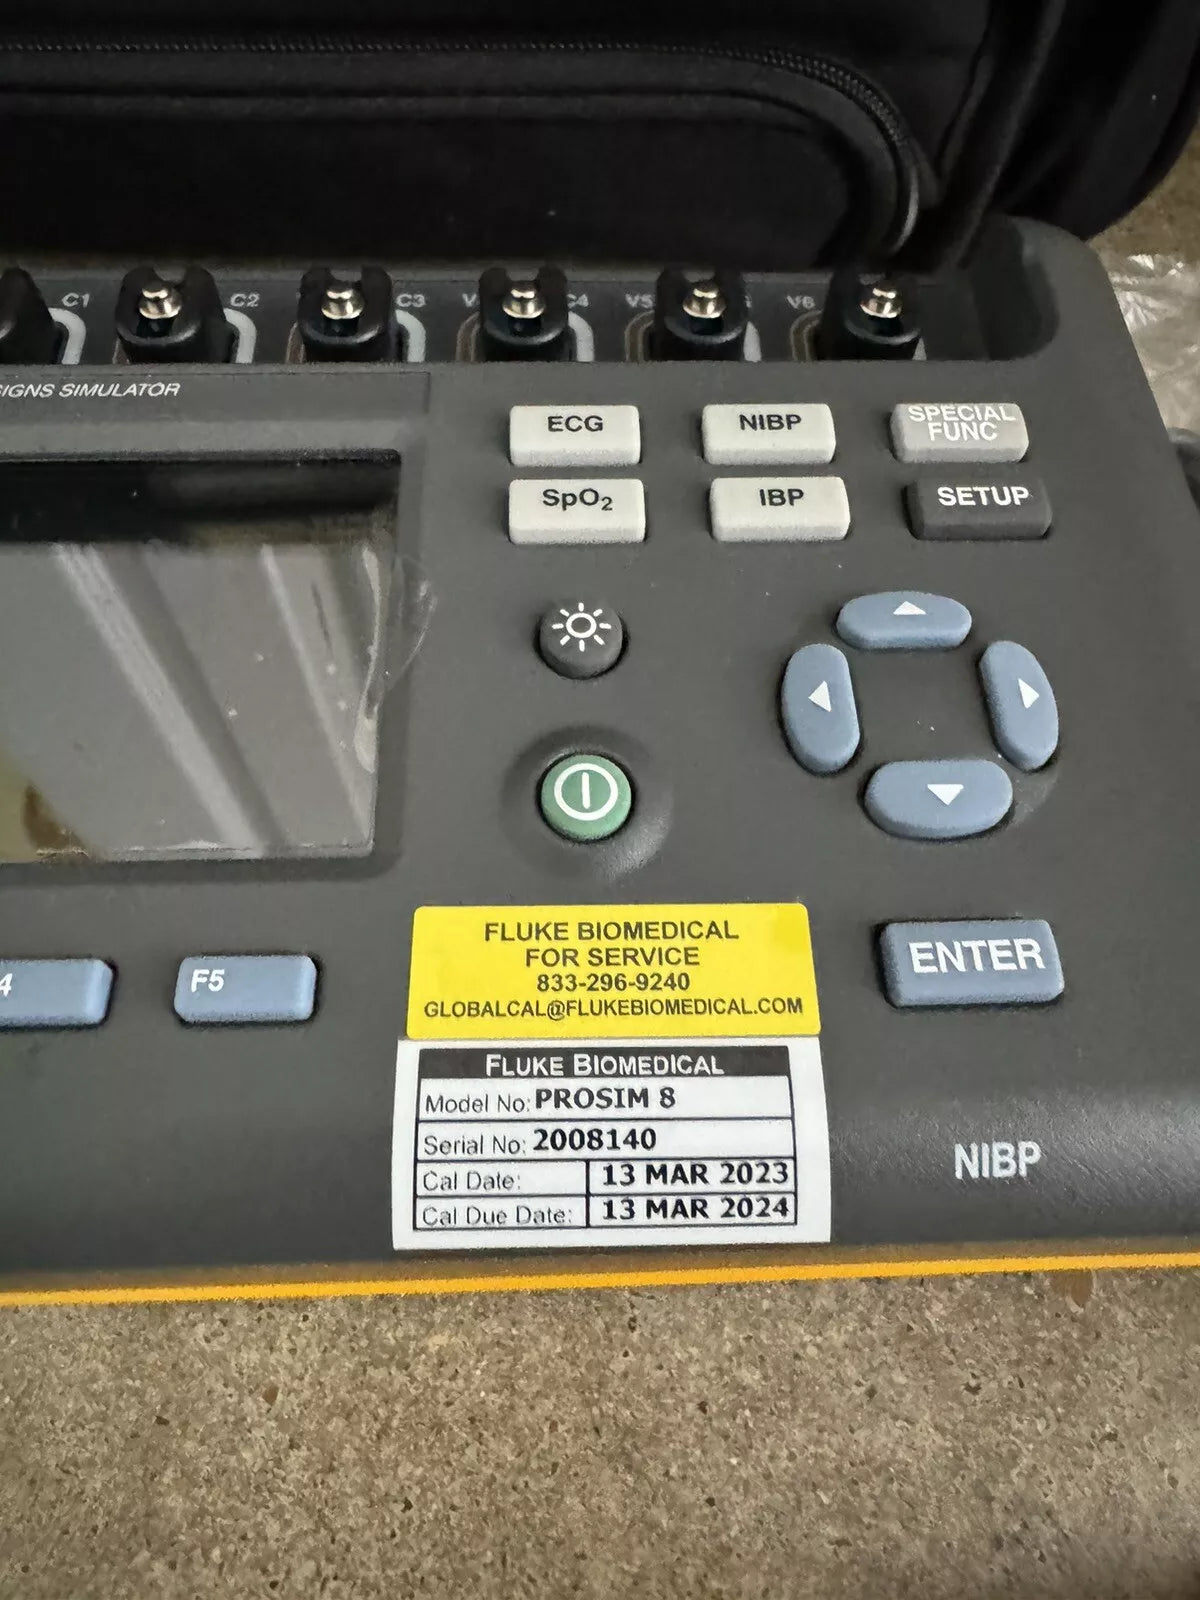 C1
C2
C3
C4
V5
V6
SIGNS SIMULATOR
ECG
NIBP
SPECIAL
FUNC
SpO₂
IBP
SETUP
ENTER
4
F5
FLUKE BIOMEDICAL
FOR SERVICE
833-296-9240
GLOBALCAL@FLUKEBIOMEDICAL.COM
FLUKE BIOMEDICAL
Model No: PROSIM 8
Serial No: 2008140
Cal Date: 13 MAR 2023
Cal Due Date: 13 MAR 2024
NIBP